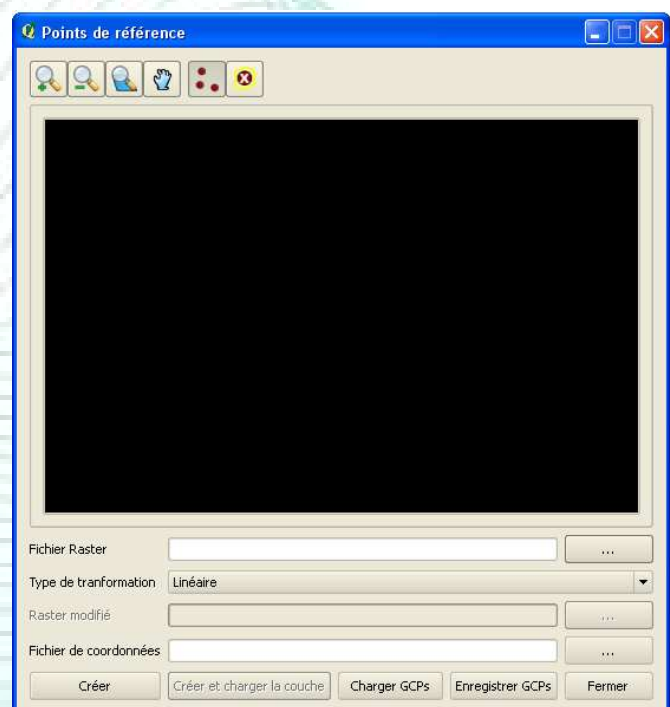 Points de référence
Fichier Raster
...
Type de tranformation
Linéaire
Raster modifié
...
Fichier de coordonnées
...
Créer
Créer et charger la couche
Charger GCPs
Enregistrer GCPs
Fermer